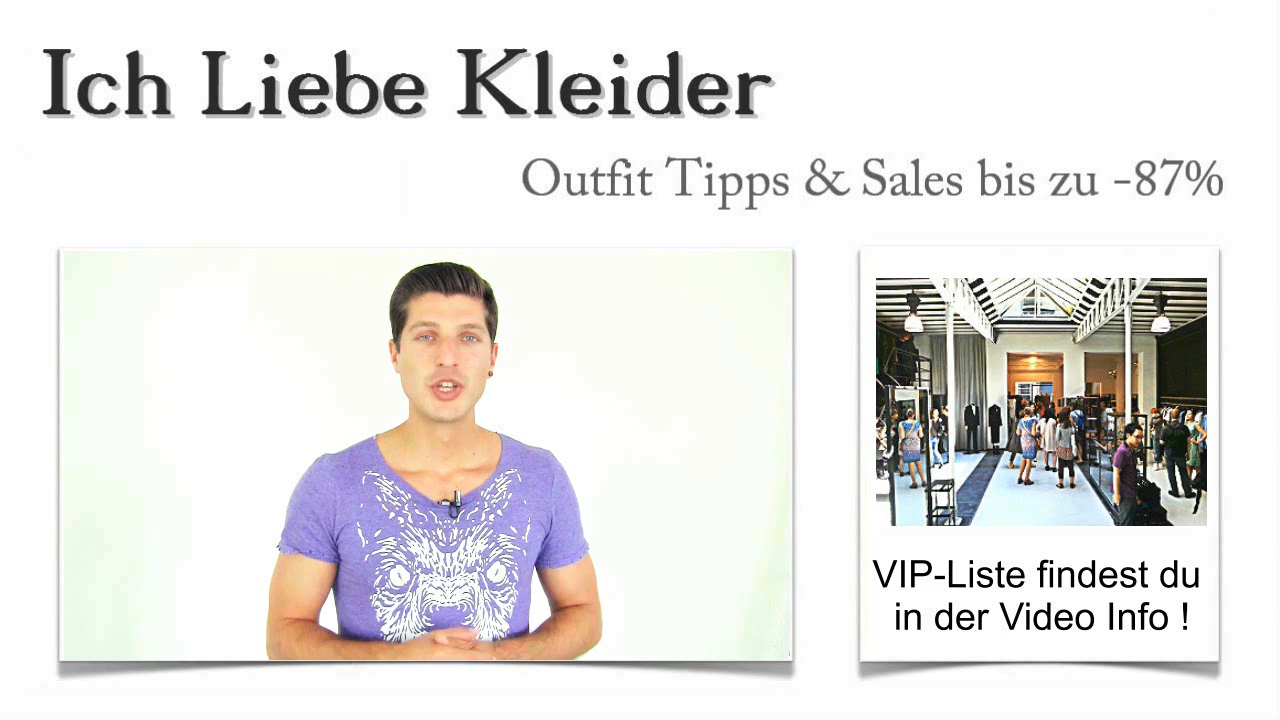 Ich Liebe Kleider
Outfit Tipps & Sales bis zu -87%
VIP-Liste findest du
in der Video Info !